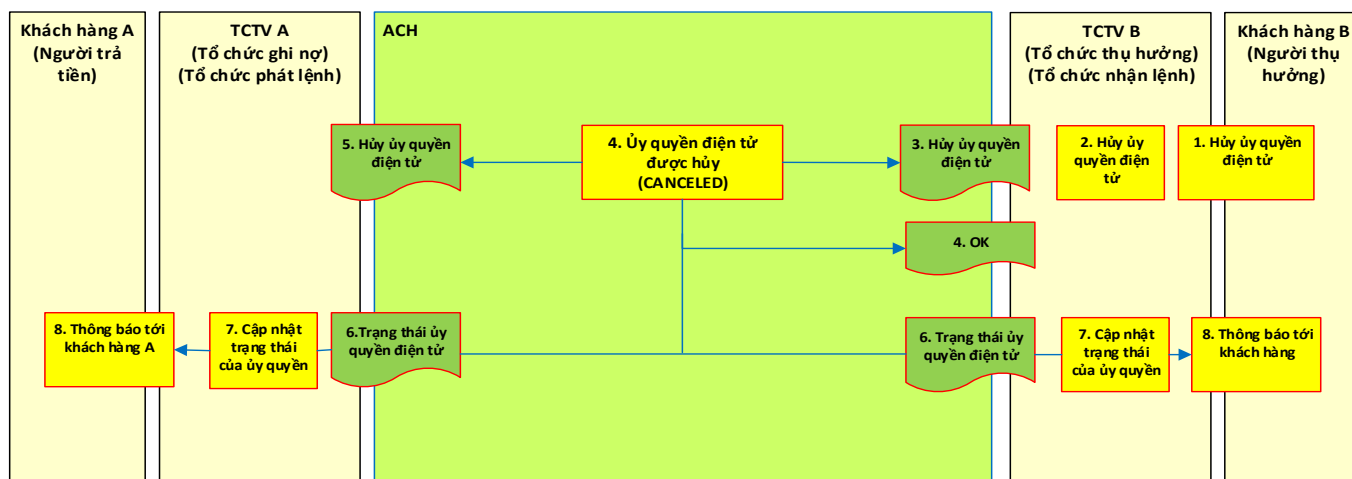 Khách hàng A
(Người trả
tiền)
TCTV A
(Tổ chức ghi nợ)
(Tổ chức phát lệnh)
ACH
TCTV B
(Tổ chức thụ hưởng)
(Tổ chức nhận lệnh)
Khách hàng B
(Người thụ
hưởng)
5. Hủy ủy quyền
điện tử
4. Ủy quyền điện tử
được hủy
(CANCELED)
3. Hủy ủy quyền
điện tử
2. Hủy ủy
quyền điện
tử
1. Hủy ủy quyền
điện tử
4. OK
8. Thông báo tới
khách hàng A
7. Cập nhật
trạng thái
của ủy quyền
6.Trạng thái ủy
quyền điện tử
6. Trạng thái ủy
quyền điện tử
7. Cập nhật
trạng thái
của ủy quyền
8. Thông báo tới
khách hàng